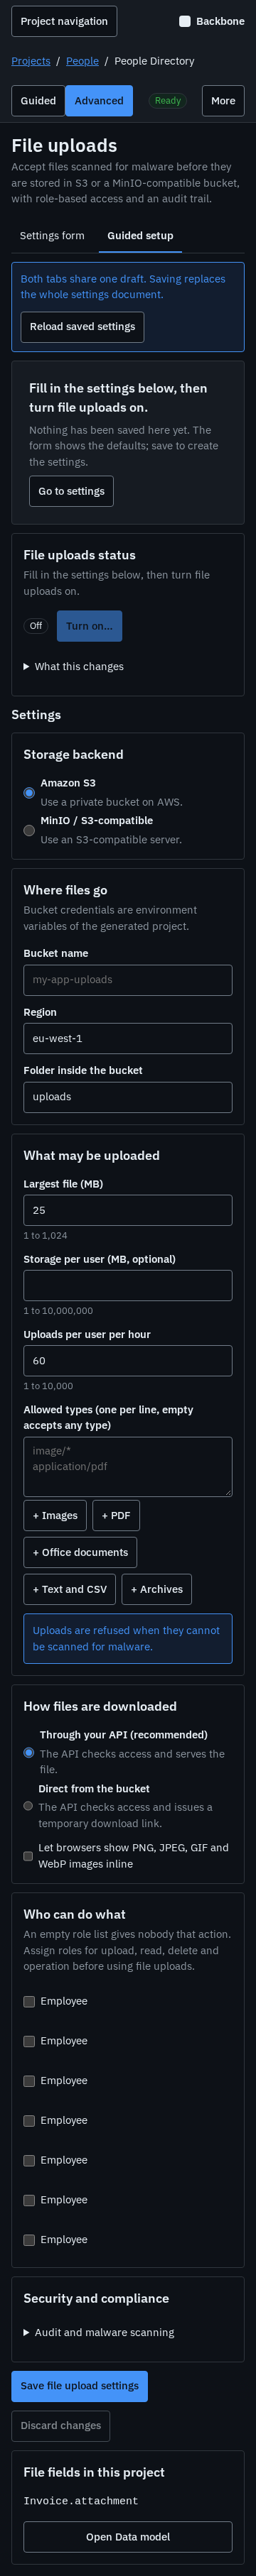 Project navigation
Backbone
Projects / People / People Directory
Guided
Advanced
Ready
More
File uploads
Accept files scanned for malware before they
are stored in S3 or a MinIO-compatible bucket,
with role-based access and an audit trail.
Settings form
Guided setup
Both tabs share one draft. Saving replaces
the whole settings document.
Reload saved settings
Fill in the settings below, then
turn file uploads on.
Nothing has been saved here yet. The
form shows the defaults; save to create
the settings.
Go to settings
File uploads status
Fill in the settings below, then turn file
uploads on.
Off
Turn on...
What this changes
Settings
Storage backend
Amazon S3
Use a private bucket on AWS.
MinIO / S3-compatible
Use an S3-compatible server.
Where files go
Bucket credentials are environment
variables of the generated project.
Bucket name
my-app-uploads
Region
eu-west-1
Folder inside the bucket
uploads
What may be uploaded
Largest file (MB)
25
1 to 1,024
Storage per user (MB, optional)
1 to 10,000,000
Uploads per user per hour
60
1 to 10,000
Allowed types (one per line, empty
accepts any type)
image/*
application/pdf
+ Images
+ PDF
+ Office documents
+ Text and CSV
+ Archives
Uploads are refused when they cannot
be scanned for malware.
How files are downloaded
Through your API (recommended)
The API checks access and serves the
file.
Direct from the bucket
The API checks access and issues a
temporary download link.
Let browsers show PNG, JPEG, GIF and
WebP images inline
Who can do what
An empty role list gives nobody that action.
Assign roles for upload, read, delete and
operation before using file uploads.
Employee
Employee
Employee
Employee
Employee
Employee
Employee
Security and compliance
Audit and malware scanning
Save file upload settings
Discard changes
File fields in this project
Invoice.attachment
Open Data model